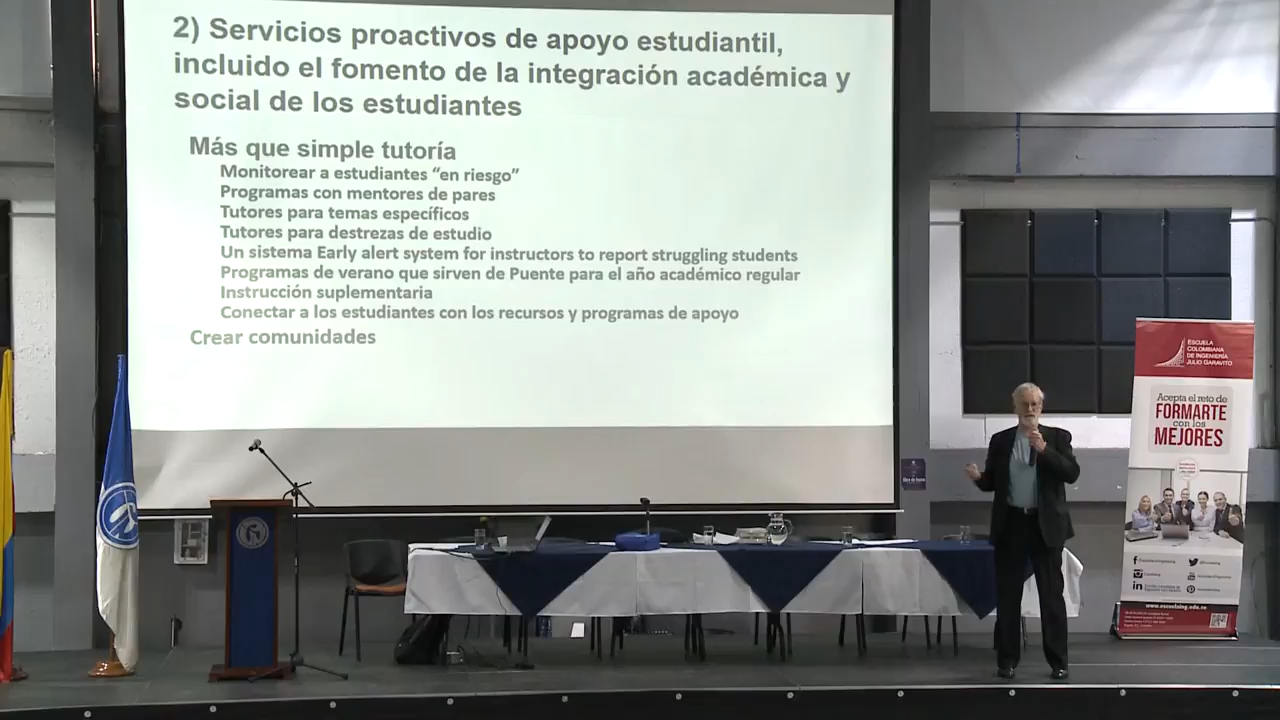 2) Servicios proactivos de apoyo estudiantil,
incluido el fomento de la integración académica y
social de los estudiantes
Más que simple tutoría
Monitorear a estudiantes “en riesgo”
Programas con mentores de pares
Tutores para temas específicos
Tutores para destrezas de estudio
Un sistema Early alert system for instructors to report struggling students
Programas de verano que sirven de Puente para el año académico regular
Instrucción suplementaria
Conectar a los estudiantes con los recursos y programas de apoyo
Crear comunidades
ESCUELA
COLOMBIANA
DE INGENIERÍA
JULIO GARAVITO
Acepta el reto de
FORMARTE
con los
MEJORES
www.escuelaing.edu.co